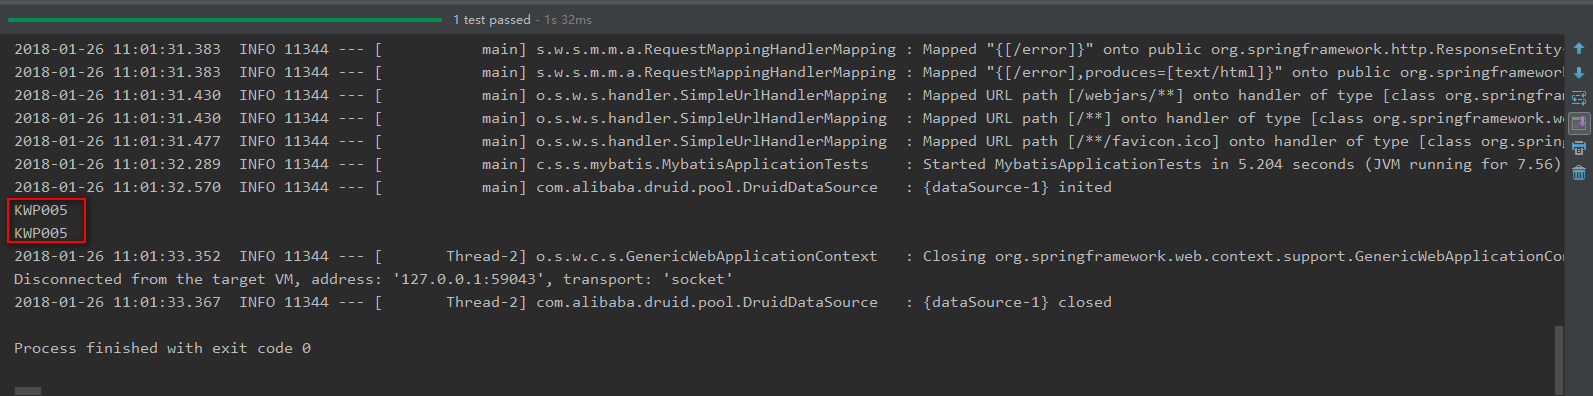 1 test passed - 1s 32ms
2018-01-26 11:01:31.383  INFO 11344 --- [           main] s.w.s.m.m.a.RequestMappingHandlerMapping : Mapped "{[/error]}" onto public org.springframework.http.ResponseEntity
2018-01-26 11:01:31.383  INFO 11344 --- [           main] s.w.s.m.m.a.RequestMappingHandlerMapping : Mapped "{[/error],produces=[text/html]}" onto public org.springframework
2018-01-26 11:01:31.430  INFO 11344 --- [           main] o.s.w.s.handler.SimpleUrlHandlerMapping  : Mapped URL path [/webjars/**] onto handler of type [class org.springfra
2018-01-26 11:01:31.430  INFO 11344 --- [           main] o.s.w.s.handler.SimpleUrlHandlerMapping  : Mapped URL path [/**] onto handler of type [class org.springframework.we
2018-01-26 11:01:31.477  INFO 11344 --- [           main] o.s.w.s.handler.SimpleUrlHandlerMapping  : Mapped URL path [/**/favicon.ico] onto handler of type [class org.spring
2018-01-26 11:01:32.289  INFO 11344 --- [           main] c.s.s.mybatis.MybatisApplicationTests    : Started MybatisApplicationTests in 5.204 seconds (JVM running for 7.56)
2018-01-26 11:01:32.570  INFO 11344 --- [           main] com.alibaba.druid.pool.DruidDataSource   : {dataSource-1} inited
KWP005
KWP005
2018-01-26 11:01:33.352  INFO 11344 --- [       Thread-2] o.s.w.c.s.GenericWebApplicationContext   : Closing org.springframework.web.context.support.GenericWebApplicationCo
Disconnected from the target VM, address: '127.0.0.1:59043', transport: 'socket'
2018-01-26 11:01:33.367  INFO 11344 --- [       Thread-2] com.alibaba.druid.pool.DruidDataSource   : {dataSource-1} closed
Process finished with exit code 0